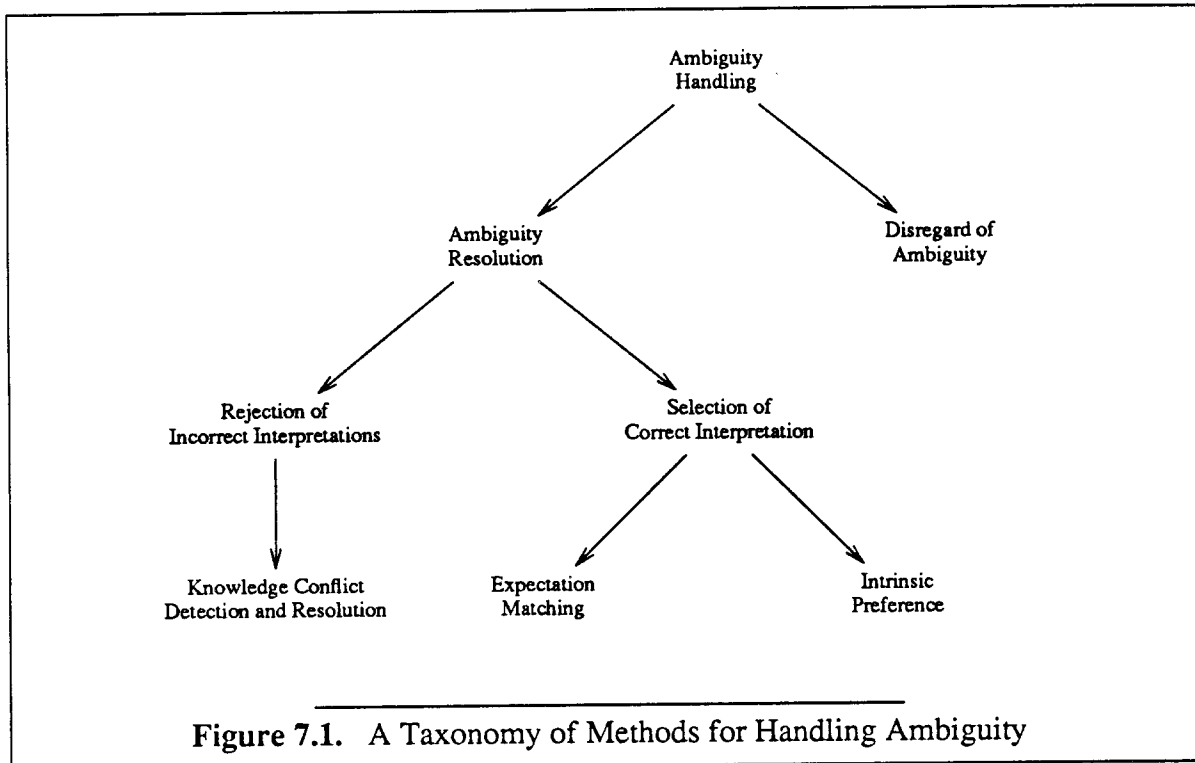 Ambiguity
Handling
Ambiguity
Resolution
Disregard of
Ambiguity
Rejection of
Incorrect Interpretations
Selection of
Correct Interpretation
Knowledge Conflict
Detection and Resolution
Expectation
Matching
Intrinsic
Preference
Figure 7.1. A Taxonomy of Methods for Handling Ambiguity